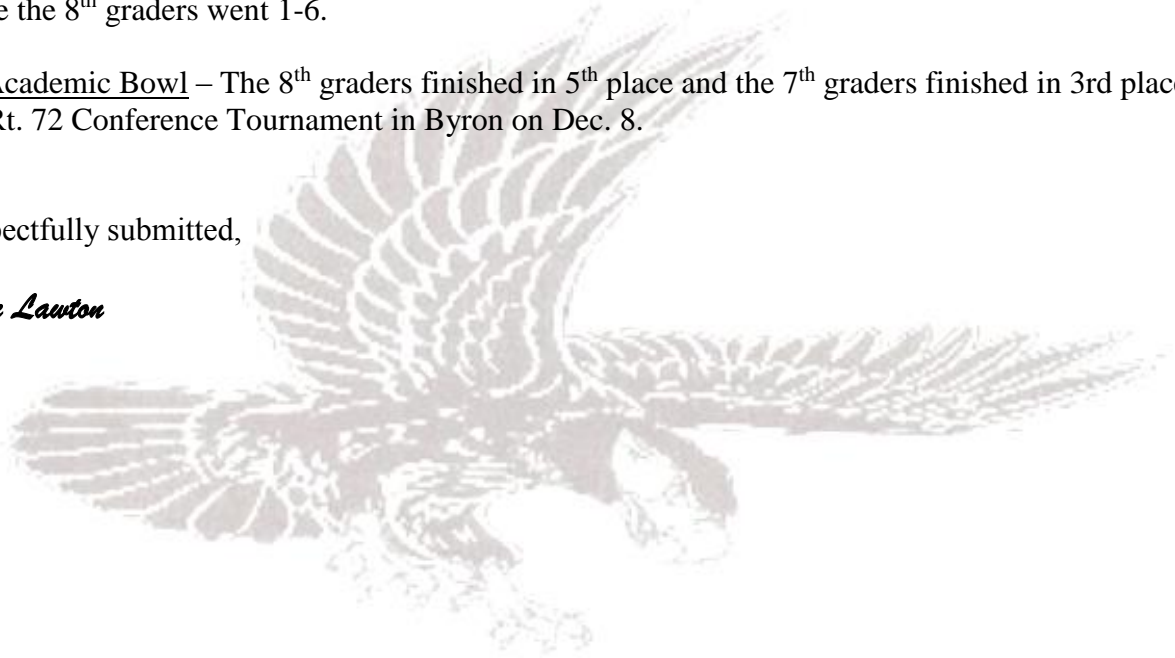 e the 8th graders went 1-6.
Academic Bowl – The 8th graders finished in 5th place and the 7th graders finished in 3rd place
Rt. 72 Conference Tournament in Byron on Dec. 8.
pectfully submitted,
Lawton